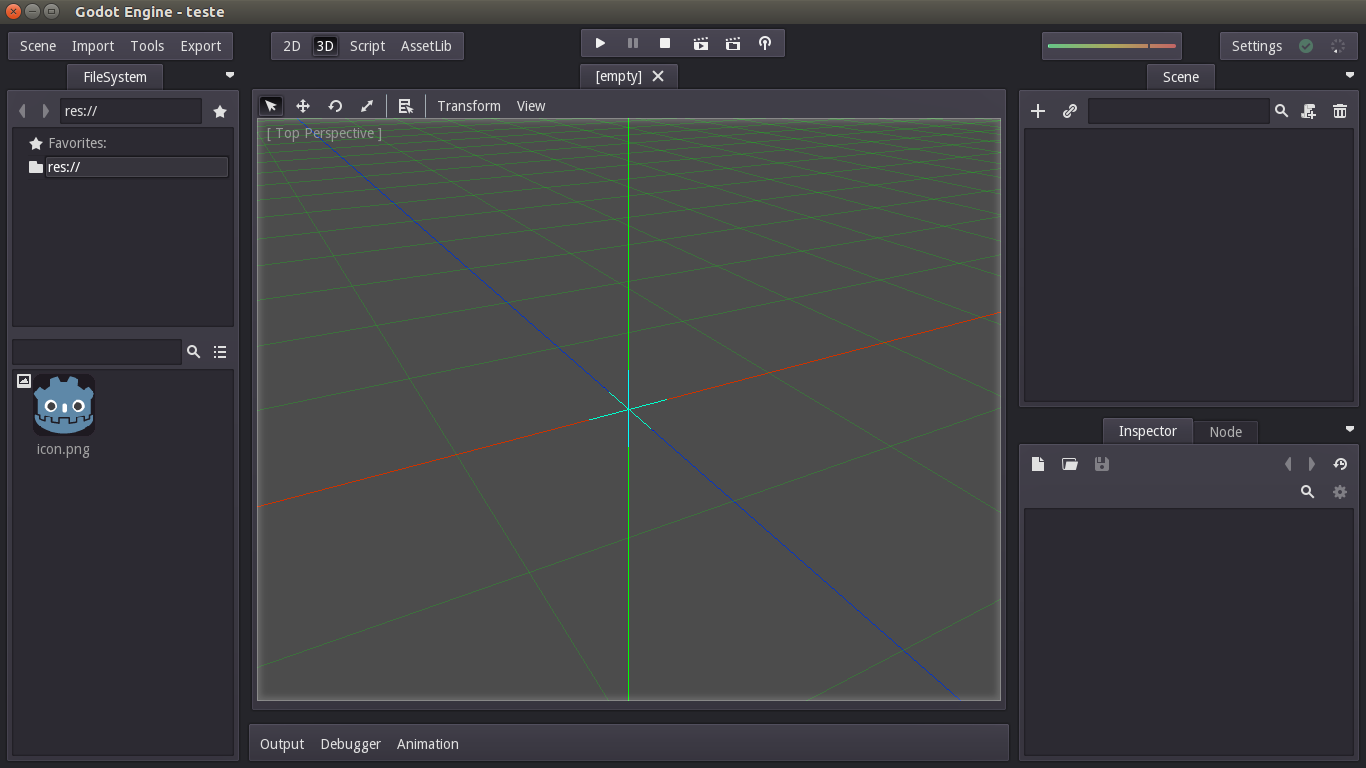 Godot Engine - teste
Scene Import Tools Export
2D 3D Script AssetLib
Settings
FileSystem
[empty]
Scene
res://
Favorites:
res://
icon.png
Transform View
[ Top Perspective ]
Output Debugger Animation
Inspector Node